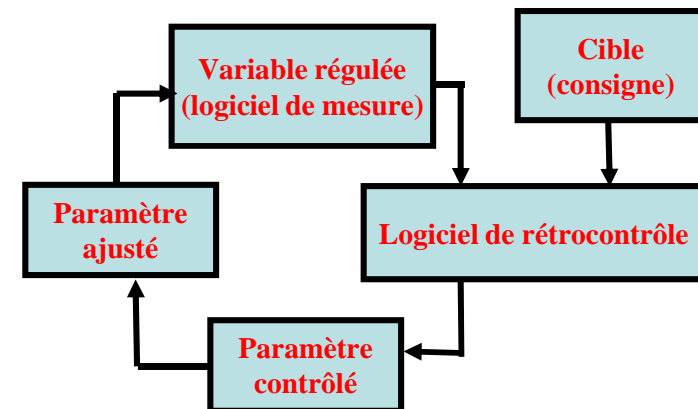 Variable régulée
(logiciel de mesure)
Cible
(consigne)
Paramètre
ajusté
Logiciel de rétrocontrôle
Paramètre
contrôlé